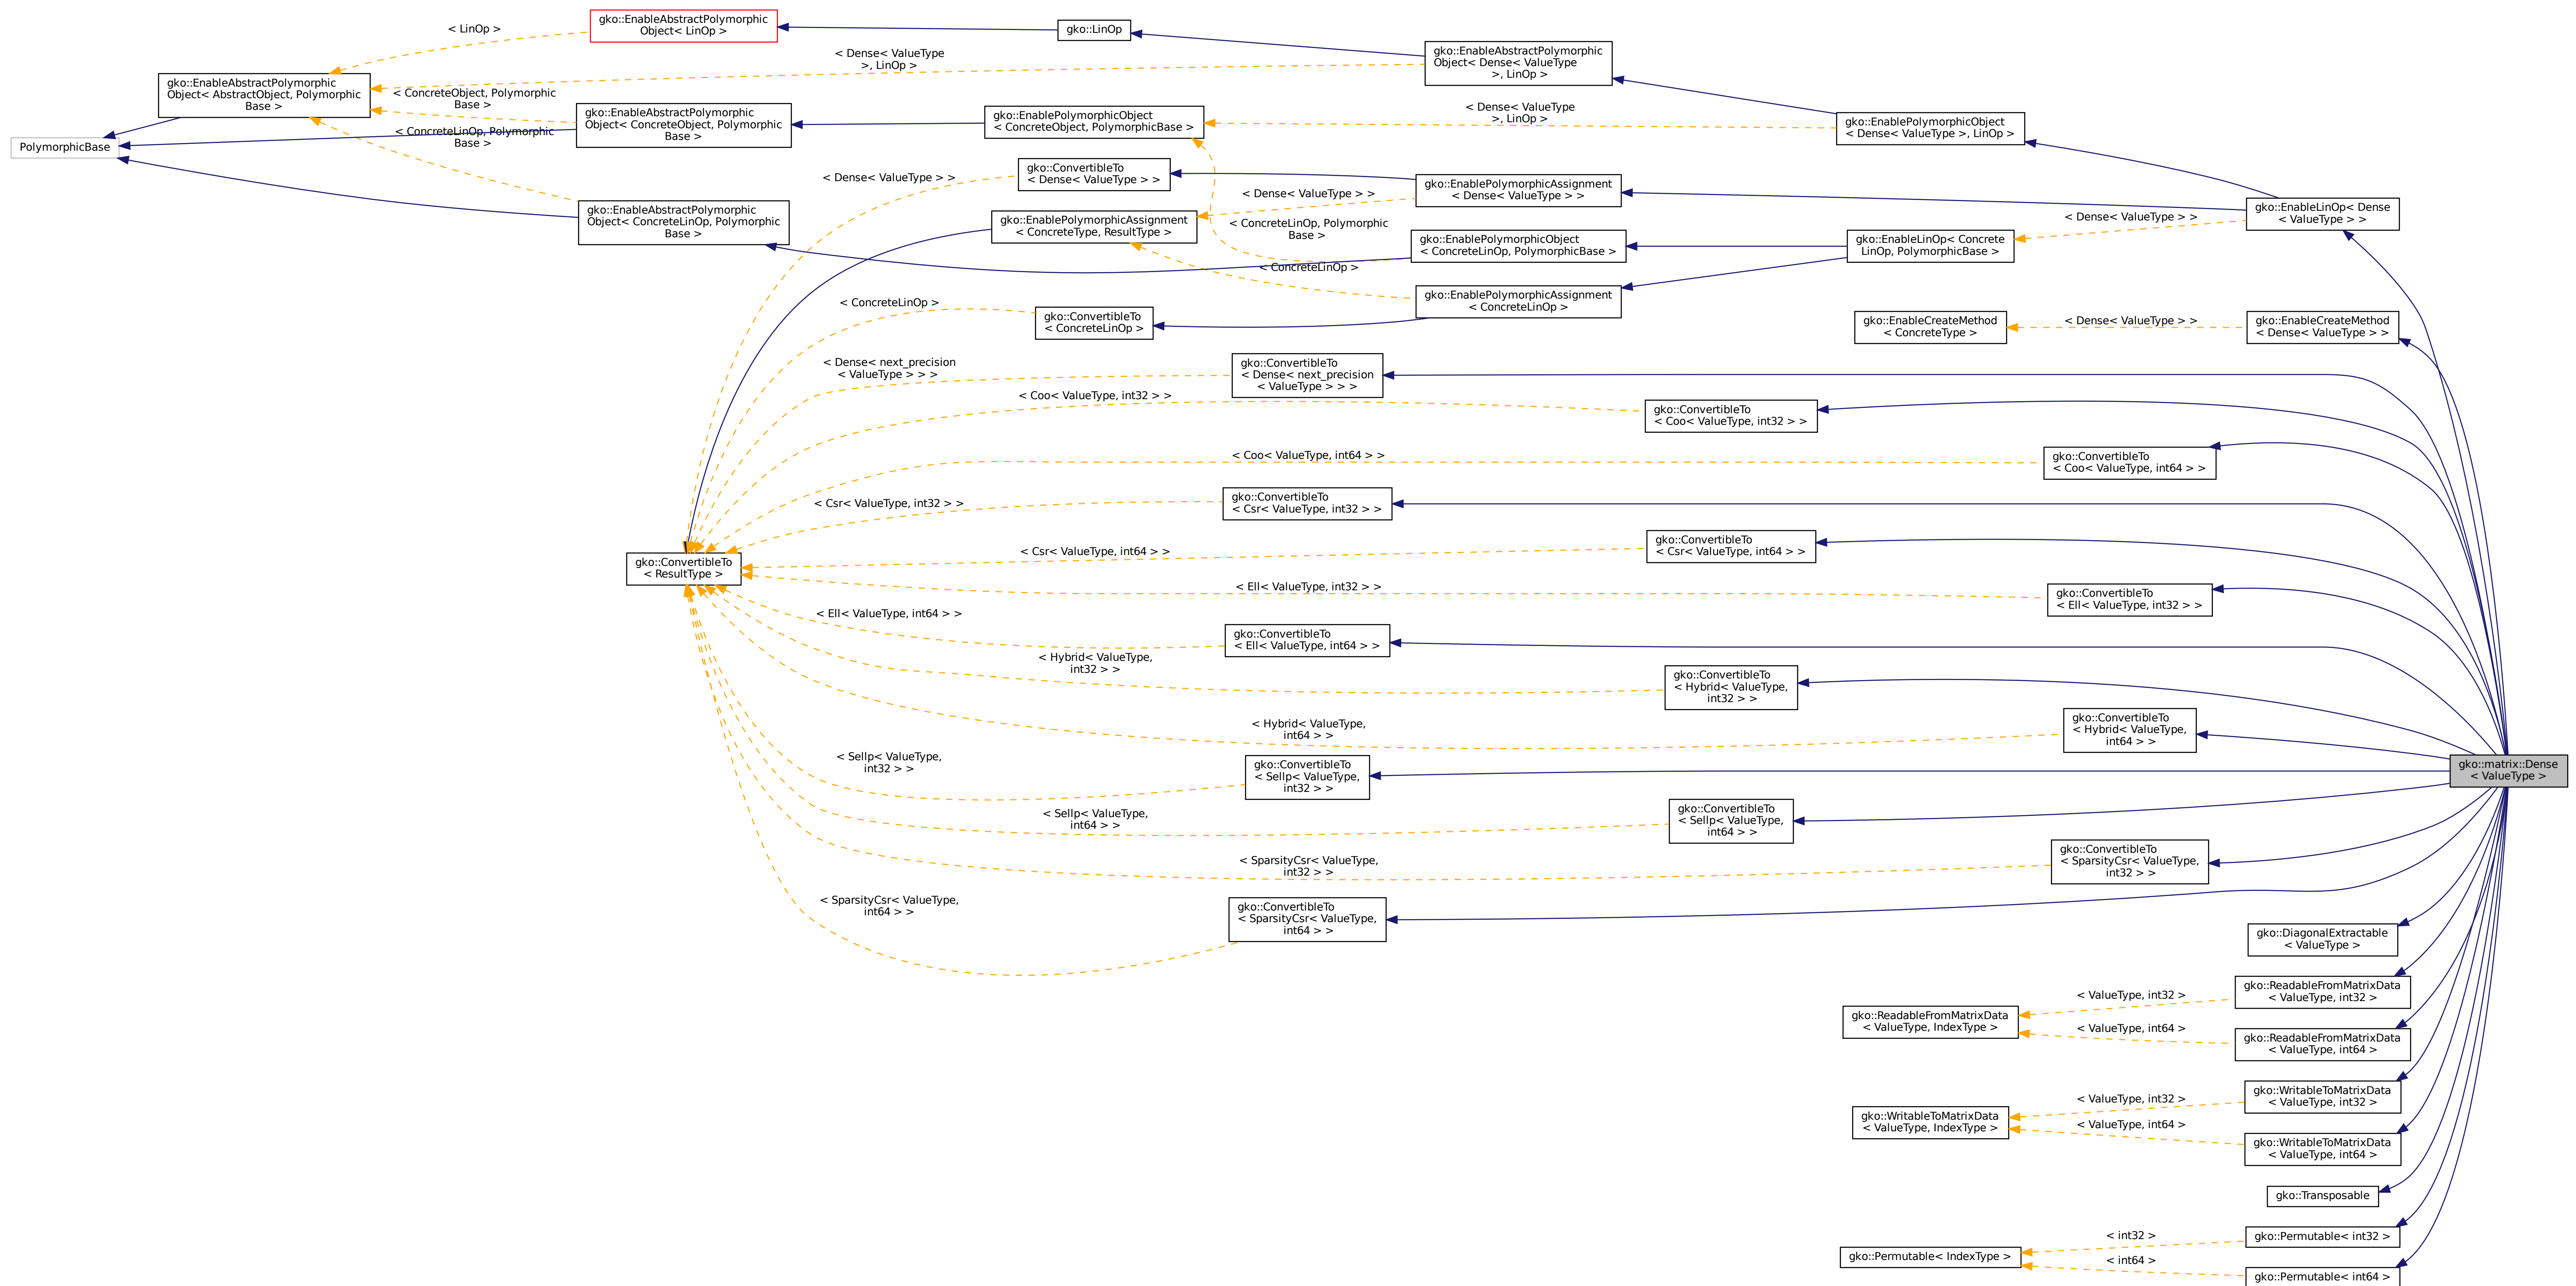 < LinOp >
gko::EnableAbstractPolymorphic
Object< LinOp >
gko::LinOp
< Dense< ValueType
>, LinOp >
gko::EnableAbstractPolymorphic
Object< Dense< ValueType
>, LinOp >
gko::EnableAbstractPolymorphic
Object< AbstractObject, Polymorphic
Base >
< ConcreteObject, Polymorphic
Base >
gko::EnableAbstractPolymorphic
Object< ConcreteObject, Polymorphic
Base >
gko::EnablePolymorphicObject
< ConcreteObject, PolymorphicBase >
< Dense< ValueType
>, LinOp >
gko::EnablePolymorphicObject
< Dense< ValueType >, LinOp >
PolymorphicBase
< ConcreteLinOp, Polymorphic
Base >
< Dense< ValueType > >
gko::ConvertibleTo
< Dense< ValueType > >
gko::EnablePolymorphicAssignment
< Dense< ValueType > >
< Dense< ValueType > >
gko::EnableAbstractPolymorphic
Object< ConcreteLinOp, Polymorphic
Base >
gko::EnablePolymorphicAssignment
< ConcreteType, ResultType >
< ConcreteLinOp, Polymorphic
Base >
gko::EnablePolymorphicObject
< ConcreteLinOp, PolymorphicBase >
gko::EnableLinOp< Concrete
LinOp, PolymorphicBase >
< Dense< ValueType > >
gko::EnableLinOp< Dense
< ValueType > >
< ConcreteLinOp >
< ConcreteLinOp >
gko::ConvertibleTo
< ConcreteLinOp >
gko::EnablePolymorphicAssignment
< ConcreteLinOp >
gko::EnableCreateMethod
< ConcreteType >
< Dense< ValueType > >
gko::EnableCreateMethod
< Dense< ValueType > >
< Dense< next_precision
< ValueType > > >
gko::ConvertibleTo
< Dense< next_precision
< ValueType > > >
< Coo< ValueType, int32 > >
gko::ConvertibleTo
< Coo< ValueType, int32 > >
< Coo< ValueType, int64 > >
gko::ConvertibleTo
< Coo< ValueType, int64 > >
< Csr< ValueType, int32 > >
gko::ConvertibleTo
< Csr< ValueType, int32 > >
< Csr< ValueType, int64 > >
gko::ConvertibleTo
< Csr< ValueType, int64 > >
gko::ConvertibleTo
< ResultType >
< Ell< ValueType, int32 > >
gko::ConvertibleTo
< Ell< ValueType, int32 > >
< Ell< ValueType, int64 > >
gko::ConvertibleTo
< Ell< ValueType, int64 > >
< Hybrid< ValueType,
int32 > >
gko::ConvertibleTo
< Hybrid< ValueType,
int32 > >
< Hybrid< ValueType,
int64 > >
gko::ConvertibleTo
< Hybrid< ValueType,
int64 > >
gko::matrix::Dense
< ValueType >
< Sellp< ValueType,
int32 > >
gko::ConvertibleTo
< Sellp< ValueType,
int32 > >
< Sellp< ValueType,
int64 > >
gko::ConvertibleTo
< Sellp< ValueType,
int64 > >
< SparsityCsr< ValueType,
int32 > >
gko::ConvertibleTo
< SparsityCsr< ValueType,
int32 > >
< SparsityCsr< ValueType,
int64 > >
gko::ConvertibleTo
< SparsityCsr< ValueType,
int64 > >
gko::DiagonalExtractable
< ValueType >
gko::ReadableFromMatrixData
< ValueType, IndexType >
< ValueType, int32 >
gko::ReadableFromMatrixData
< ValueType, int32 >
< ValueType, int64 >
gko::ReadableFromMatrixData
< ValueType, int64 >
gko::WritableToMatrixData
< ValueType, IndexType >
< ValueType, int32 >
gko::WritableToMatrixData
< ValueType, int32 >
< ValueType, int64 >
gko::WritableToMatrixData
< ValueType, int64 >
gko::Transposable
gko::Permutable< IndexType >
< int32 >
gko::Permutable< int32 >
< int64 >
gko::Permutable< int64 >